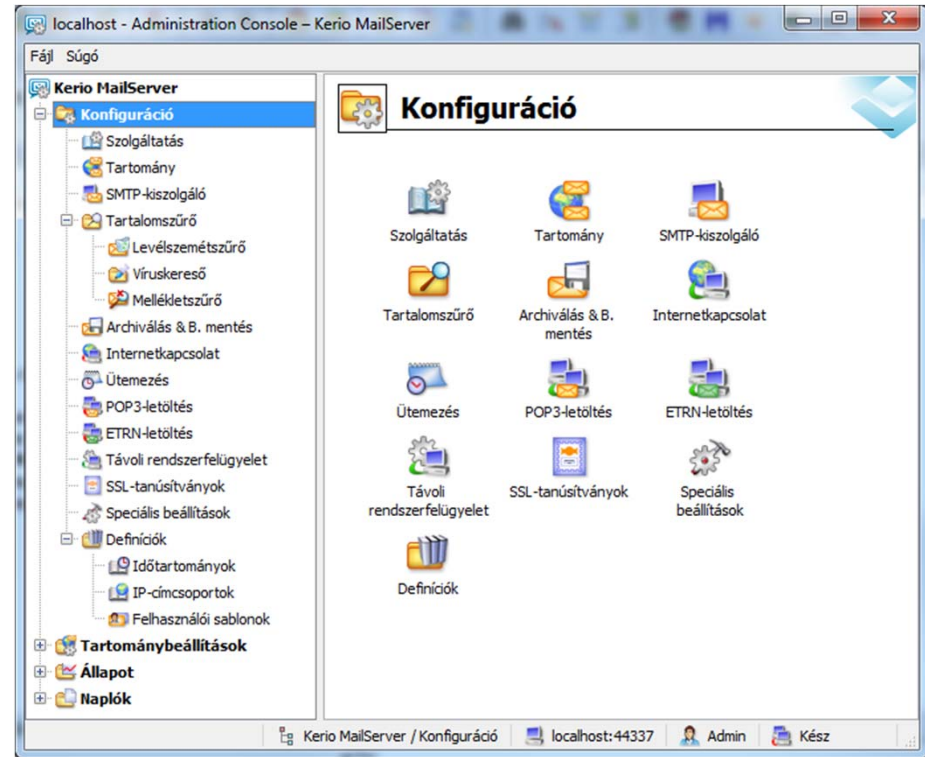 localhost - Administration Console – Kerio MailServer
Fájl Súgó
Kerio MailServer
Konfiguráció
Szolgáltatás
Tartomány
SMTP-kiszolgáló
Tartalomszűrő
Levélszemétszűrő
Víruskereső
Mellékletszűrő
Archiválás & B. mentés
Internetkapcsolat
Ütemezés
POP3-letöltés
ETRN-letöltés
Távoli rendszerfelügyelet
SSL-tanúsítványok
Speciális beállítások
Definíciók
Időtartományok
IP-címcsoportok
Felhasználói sablonok
Tartománybeállítások
Állapot
Naplók
Konfiguráció
Szolgáltatás Tartomány SMTP-kiszolgáló
Tartalomszűrő Archiválás & B. Internetkapcsolat
mentés
Ütemezés POP3-letöltés ETRN-letöltés
Távoli SSL-tanúsítványok Speciális
rendszerfelügyelet beállítások
Definíciók
Kerio MailServer / Konfiguráció localhost:44337 Admin Kész